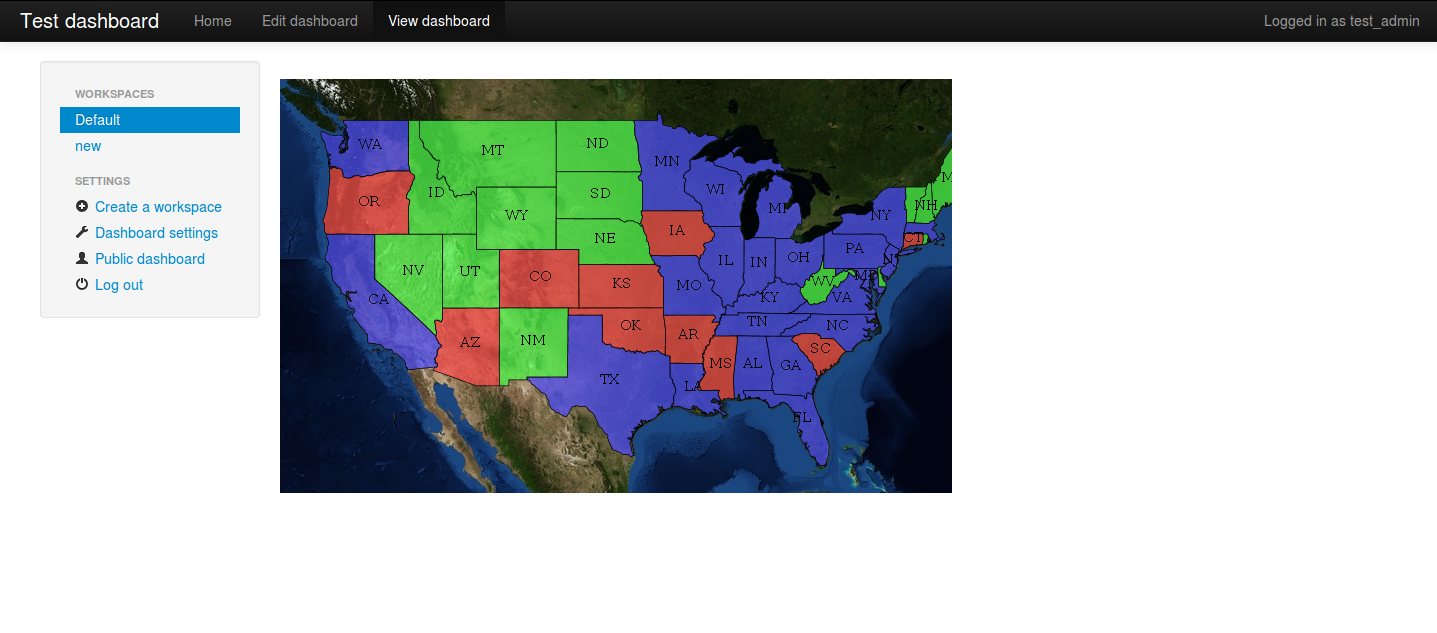 Test dashboard Home Edit dashboard View dashboard Logged in as test_admin
WORKSPACES
Default
new
SETTINGS
Create a workspace
Dashboard settings
Public dashboard
Log out
WA MT ND MN
OR ID WY SD WI MI NY NH
NV UT CO NE IA IL IN OH PA NJ CT
CA KS MO KY WV VA MD
AZ NM OK AR TN NC
TX LA MS AL GA SC
FL